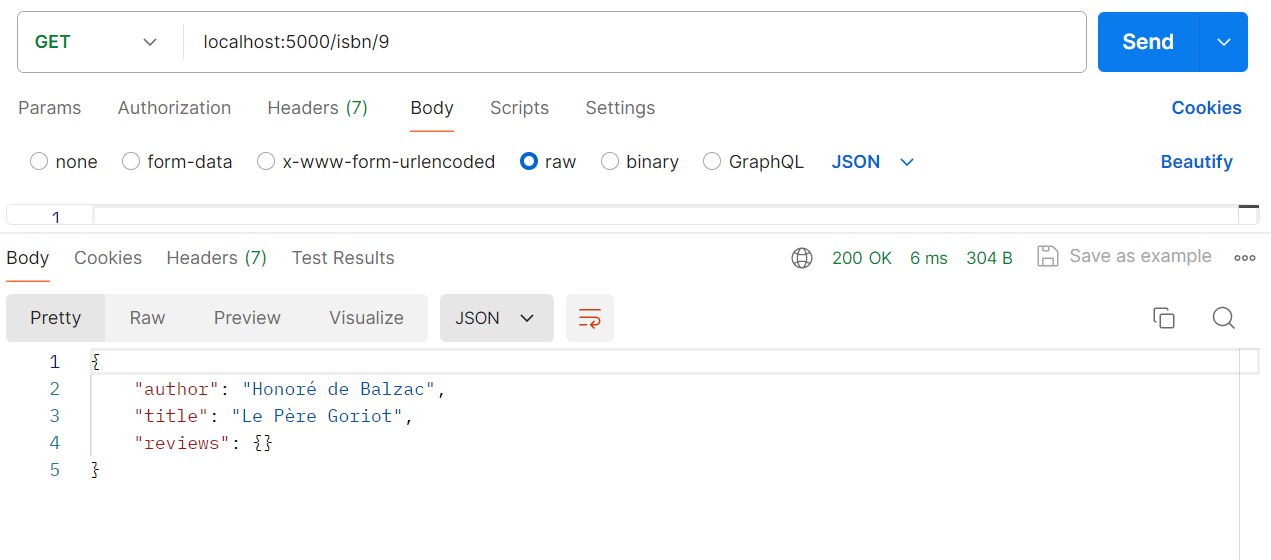 GET localhost:5000/isbn/9 Send
Params Authorization Headers (7) Body Scripts Settings Cookies
none form-data x-www-form-urlencoded raw binary GraphQL JSON Beautify
1
Body Cookies Headers (7) Test Results 200 OK 6 ms 304 B Save as example
Pretty Raw Preview Visualize JSON
1 {
2 "author": "Honoré de Balzac",
3 "title": "Le Père Goriot",
4 "reviews": {}
5 }